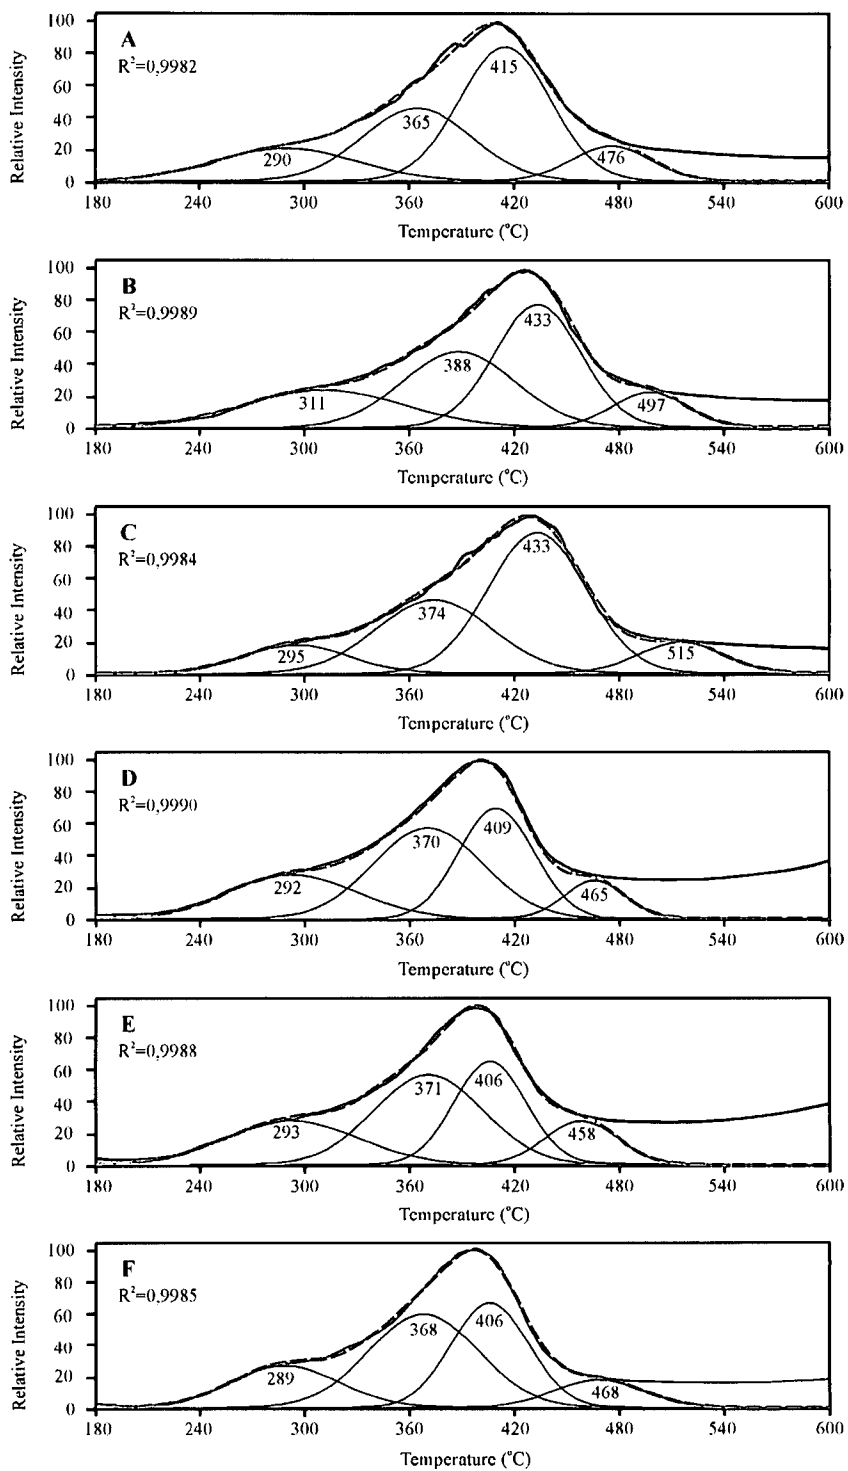 100
A
80
R²=0,9982
415
60
Relative Intensity
365
40
20
290
476
0
180 240 300 360 420 480 540 600
Temperature (°C)
100
B
80
R²=0,9989
433
60
Relative Intensity
388
40
20
311
497
0
180 240 300 360 420 480 540 600
Temperature (°C)
100
C
80
R²=0,9984
433
60
Relative Intensity
374
40
20
295
515
0
180 240 300 360 420 480 540 600
Temperature (°C)
100
D
80
R²=0,9990
409
60
Relative Intensity
370
40
20
292
465
0
180 240 300 360 420 480 540 600
Temperature (°C)
100
E
80
R²=0,9988
406
60
Relative Intensity
371
40
20
293
458
0
180 240 300 360 420 480 540 600
Temperature (°C)
100
F
80
R²=0,9985
406
60
Relative Intensity
368
40
20
289
468
0
180 240 300 360 420 480 540 600
Temperature (°C)